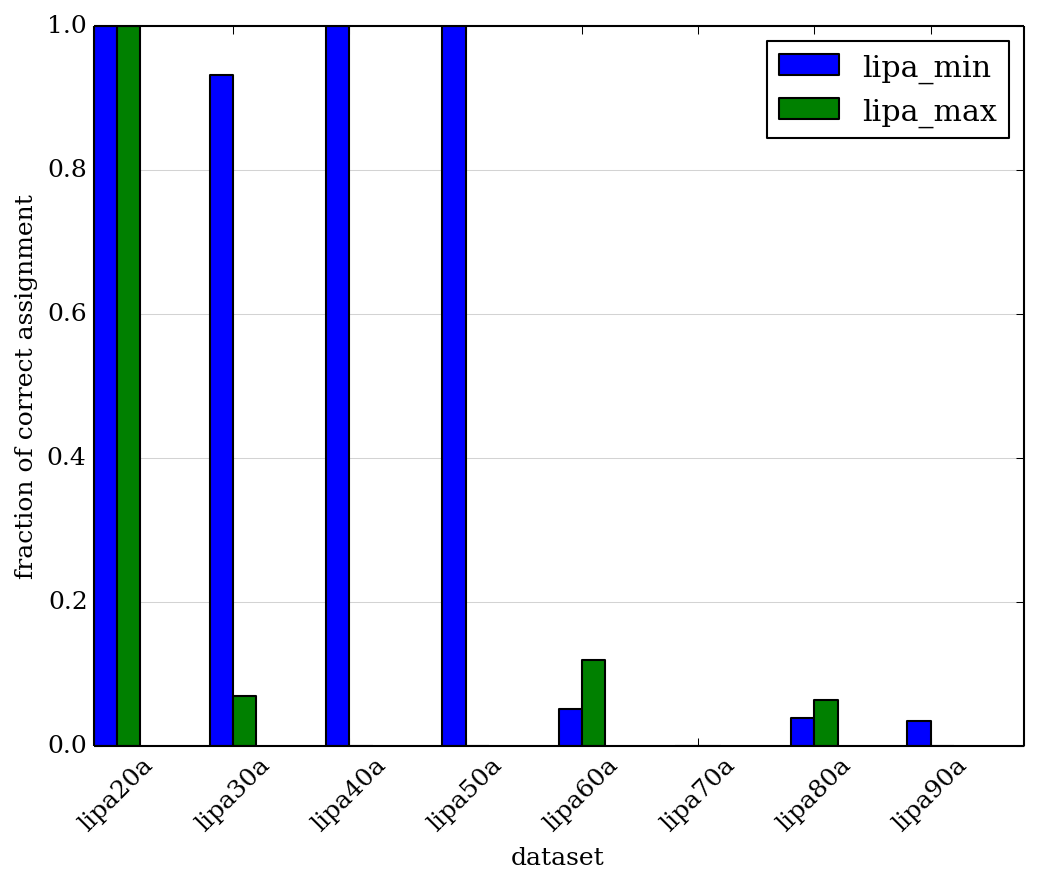 1.0
0.8
0.6
0.4
0.2
0.0
fraction of correct assignment
lipa_min
lipa_max
lipa20a
lipa30a
lipa40a
lipa50a
lipa60a
lipa70a
lipa80a
lipa90a
dataset